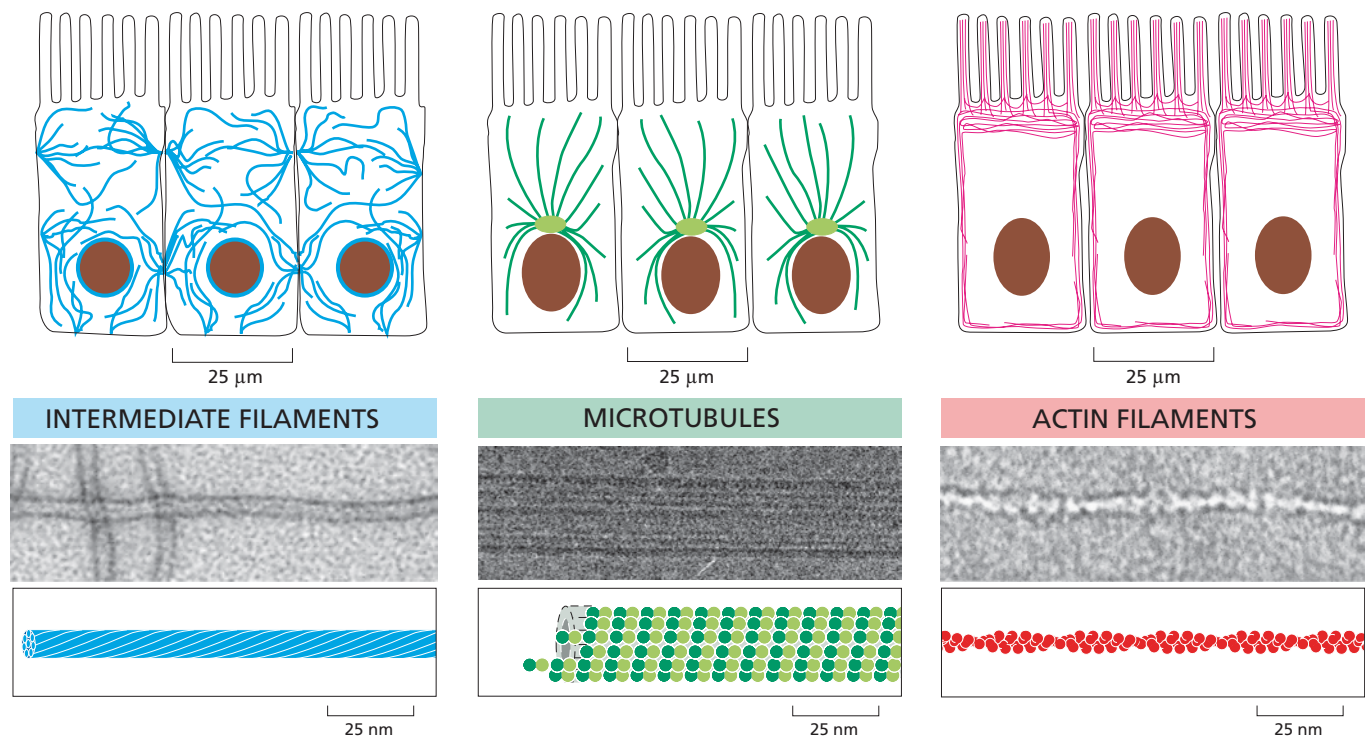 25 μm
25 μm
25 μm
INTERMEDIATE FILAMENTS
MICROTUBULES
ACTIN FILAMENTS
25 nm
25 nm
25 nm